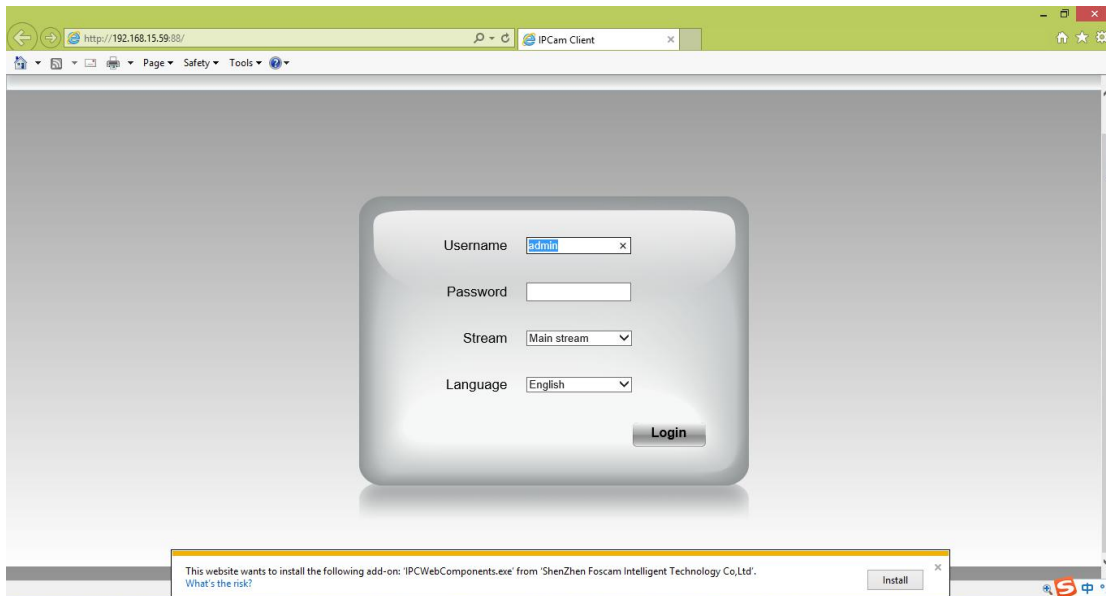 http://192.168.15.59:88/
IPCam Client
Page
Safety
Tools
Username
admin
Password
Stream
Main stream
Language
English
Login
This website wants to install the following add-on: 'IPCWebComponents.exe' from 'ShenZhen Foscam Intelligent Technology Co,Ltd'.
What's the risk?
Install
中